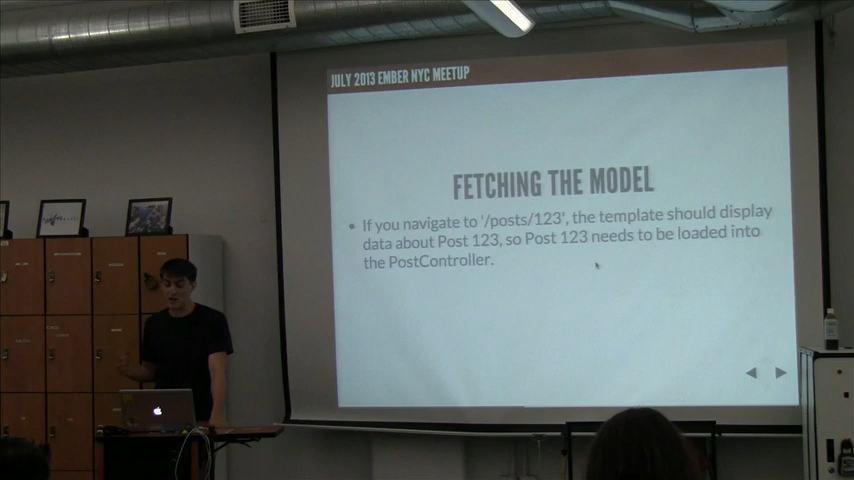 JULY 2013 EMBER NYC MEETUP
FETCHING THE MODEL
• If you navigate to '/posts/123', the template should display
data about Post 123, so Post 123 needs to be loaded into
the PostController.